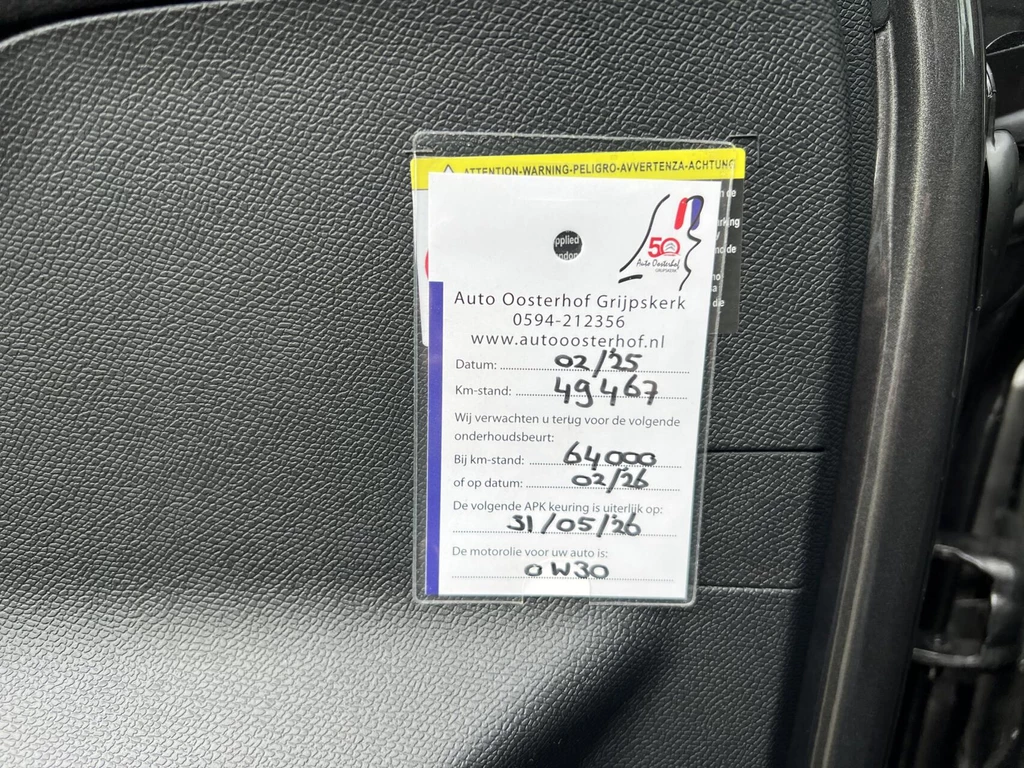 ATTENTION-WARNING-PELIGRO-AVVERTENZA-ACHTUNG
50
Auto Oosterhof
GRIJPSKERK
Auto Oosterhof Grijpskerk
0594-212356
www.autooosterhof.nl
Datum: 02/'25
Km-stand: 49467
Wij verwachten u terug voor de volgende
onderhoudsbeurt:
Bij km-stand: 64000
of op datum: 02/'26
De volgende APK keuring is uiterlijk op:
31/05/'26
De motorolie voor uw auto is:
0W30